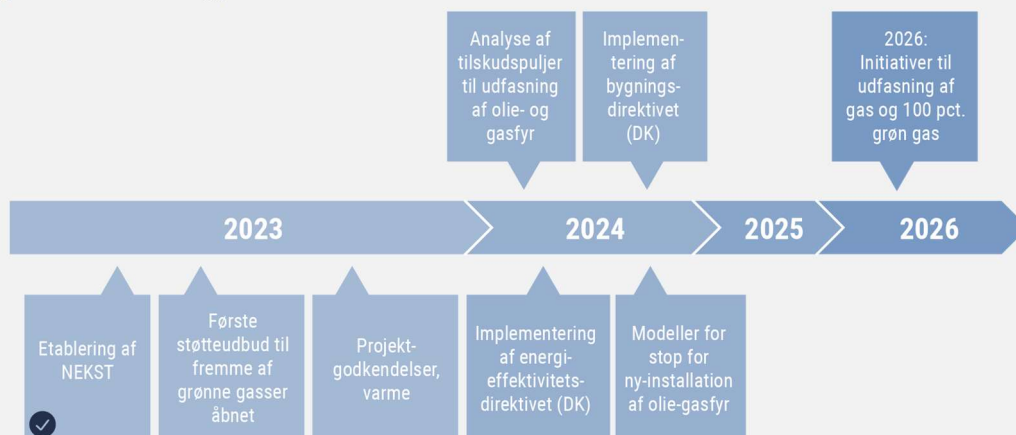 Analyse af
tilskudspuljer
til udfasning
af olie- og
gasfyr
Implemen-
tering af
bygnings-
direktivet
(DK)
2026:
Initiativer til
udfasning af
gas og 100 pct.
grøn gas
2023
2024
2025
2026
Etablering af
NEKST
Første
støtteudbud til
fremme af
grønne gasser
åbnet
Projekt-
godkendelser,
varme
Implementering
af energi-
effektivitets-
direktivet (DK)
Modeller for
stop for
ny-installation
af olie-gasfyr